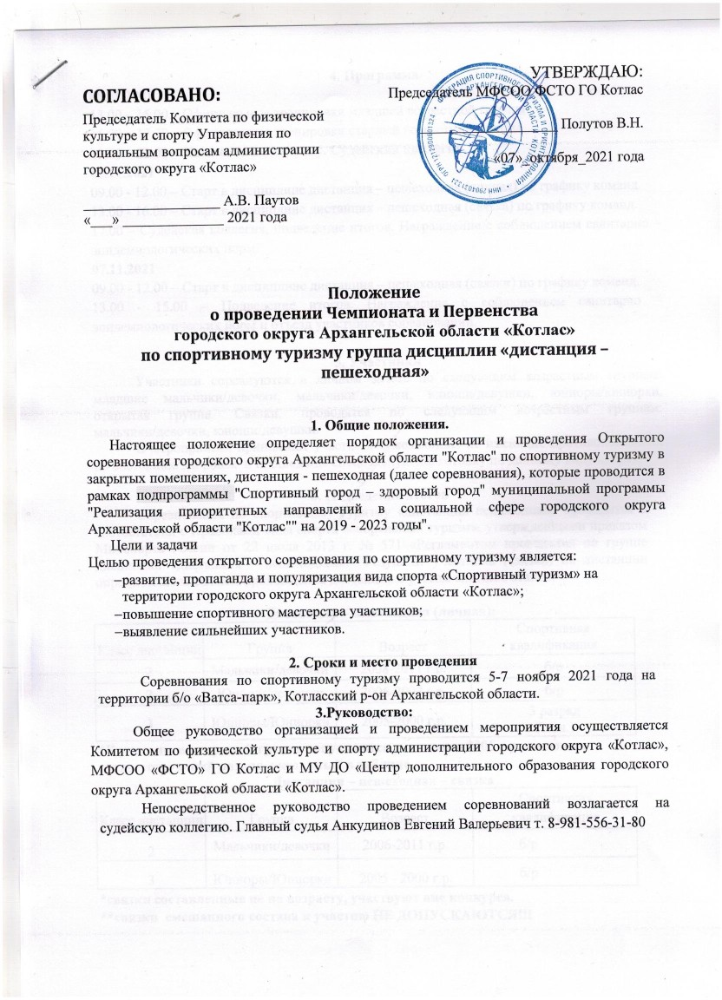 СОГЛАСОВАНО:
Председатель Комитета по физической
культуре и спорту Управления по
социальным вопросам администрации
городского округа «Котлас»
____________________ А.В. Паутов
«___» _______________ 2021 года
УТВЕРЖДАЮ:
Председатель МФСОО ФСТО ГО Котлас
Полутов В.Н.
«07»_октября_2021 года
Положение
о проведении Чемпионата и Первенства
городского округа Архангельской области «Котлас»
по спортивному туризму группа дисциплин «дистанция –
пешеходная»
1. Общие положения.
Настоящее положение определяет порядок организации и проведения Открытого
соревнования городского округа Архангельской области "Котлас" по спортивному туризму в
закрытых помещениях, дистанция - пешеходная (далее соревнования), которые проводится в
рамках подпрограммы "Спортивный город – здоровый город" муниципальной программы
"Реализация приоритетных направлений в социальной сфере городского округа
Архангельской области "Котлас"" на 2019 - 2023 годы".
Цели и задачи
Целью проведения открытого соревнования по спортивному туризму является:
–развитие, пропаганда и популяризация вида спорта «Спортивный туризм» на
территории городского округа Архангельской области «Котлас»;
–повышение спортивного мастерства участников;
–выявление сильнейших участников.
2. Сроки и место проведения
Соревнования по спортивному туризму проводится 5-7 ноября 2021 года на
территории б/о «Ватса-парк», Котласский р-он Архангельской области.
3.Руководство:
Общее руководство организацией и проведением мероприятия осуществляется
Комитетом по физической культуре и спорту администрации городского округа «Котлас»,
МФСОО «ФСТО» ГО Котлас и МУ ДО «Центр дополнительного образования городского
округа Архангельской области «Котлас».
Непосредственное руководство проведением соревнований возлагается на
судейскую коллегию. Главный судья Анкудинов Евгений Валерьевич т. 8-981-556-31-80